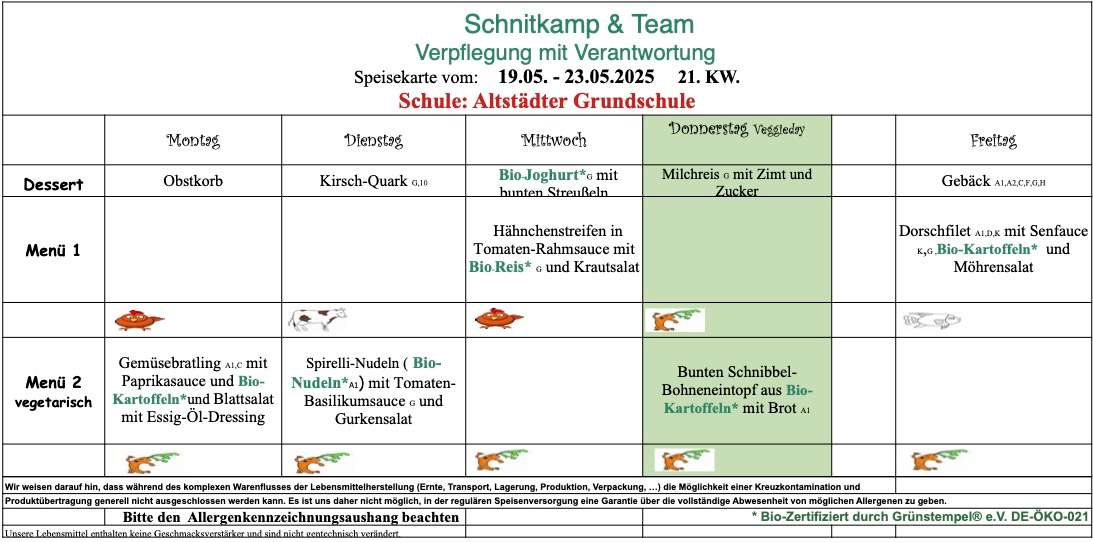 Schnitkamp & Team
Verpflegung mit Verantwortung
Speisekarte vom: 19.05. - 23.05.2025 21. KW.
Schule: Altstädter Grundschule
Montag
Dienstag
Mittwoch
Donnerstag Veggieday
Freitag
Dessert
Obstkorb
Kirsch-Quark G,10
Bio-Joghurt*G mit
bunten Streußeln
Milchreis G mit Zimt und
Zucker
Gebäck A1,A2,C,F,G,H
Menü 1
Hähnchenstreifen in
Tomaten-Rahmsauce mit
Bio-Reis* G und Krautsalat
Dorschfilet A1,D,K mit Senfauce
K,G ,Bio-Kartoffeln* und
Möhrensalat
Menü 2
vegetarisch
Gemüsebratling A1,C mit
Paprikasauce und Bio-
Kartoffeln*und Blattsalat
mit Essig-Öl-Dressing
Spirelli-Nudeln ( Bio-
Nudeln*A1) mit Tomaten-
Basilikumsauce G und
Gurkensalat
Bunten Schnibbel-
Bohneneintopf aus Bio-
Kartoffeln* mit Brot A1
Wir weisen darauf hin, dass während des komplexen Warenflusses der Lebensmittelherstellung (Ernte, Transport, Lagerung, Produktion, Verpackung, ...) die Möglichkeit einer Kreuzkontamination und
Produktübertragung generell nicht ausgeschlossen werden kann. Es ist uns daher nicht möglich, in der regulären Speisenversorgung eine Garantie über die vollständige Abwesenheit von möglichen Allergenen zu geben.
Bitte den Allergenkennzeichnungsaushang beachten
* Bio-Zertifiziert durch Grünstempel® e.V. DE-ÖKO-021
Unsere Lebensmittel enthalten keine Geschmacksverstärker und sind nicht gentechnisch verändert.